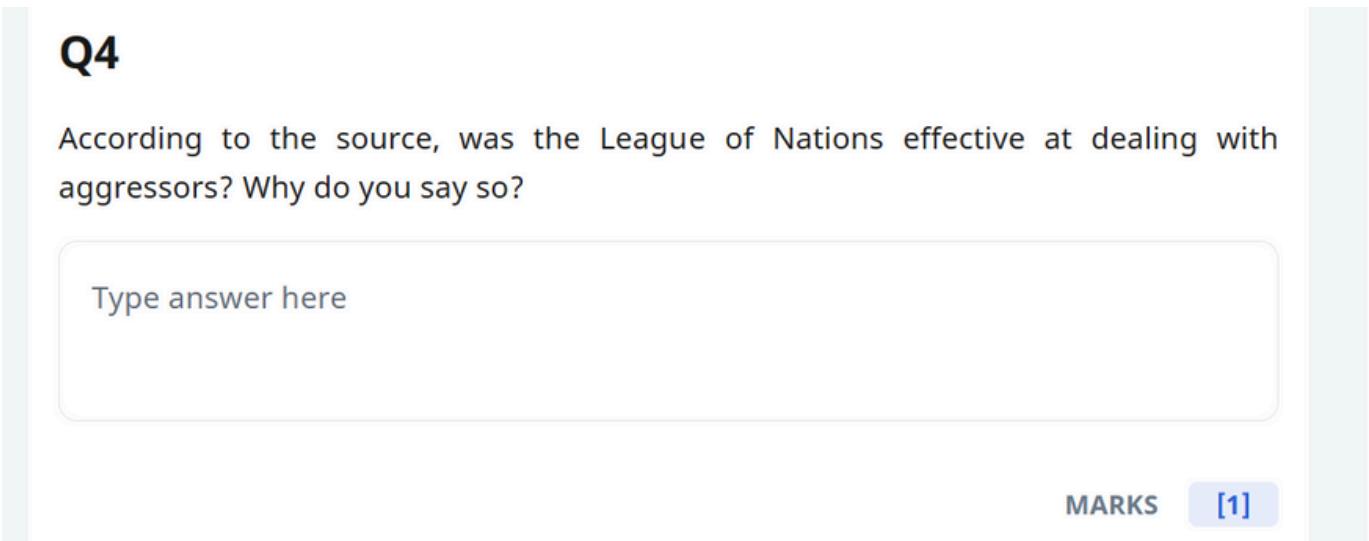 Q4
According to the source, was the League of Nations effective at dealing with
aggressors? Why do you say so?
Type answer here
MARKS [1]